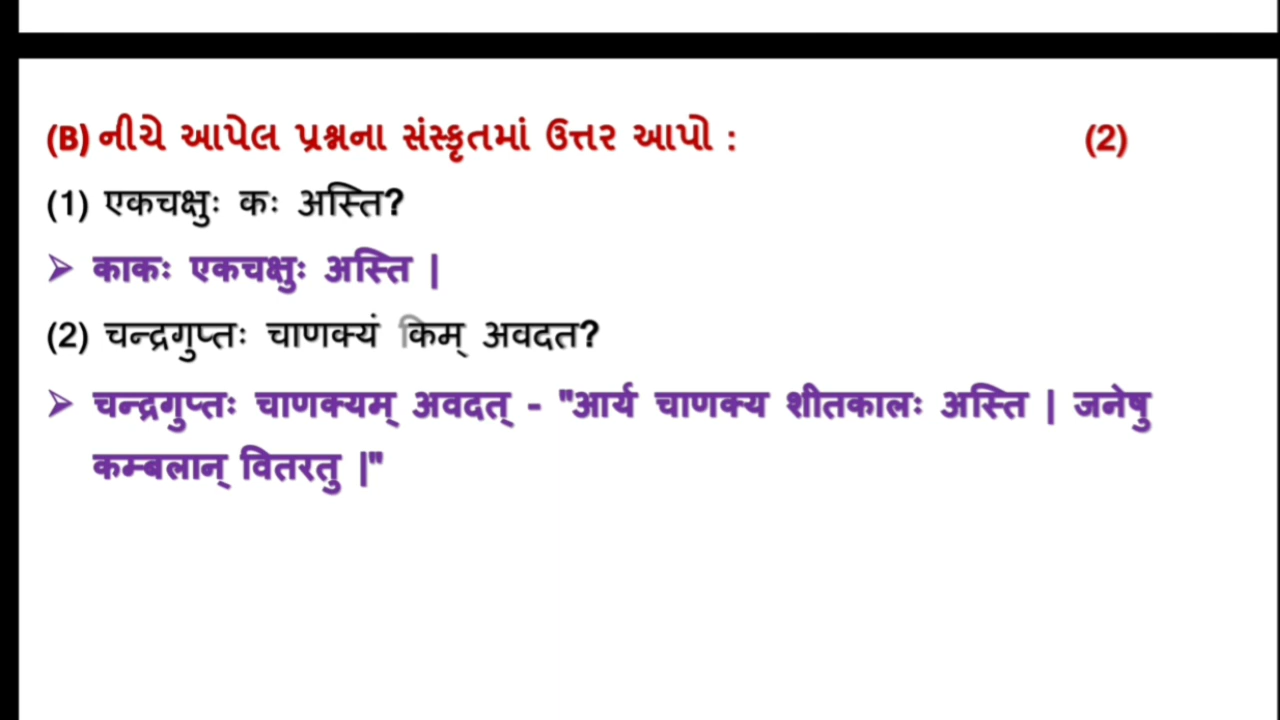 (B) નીચે આપેલ પ્રશ્નના સંસ્કૃતમાં ઉત્તર આપો : (2)
(1) एकचक्षुः कः अस्ति?
➢ काकः एकचक्षुः अस्ति |
(2) चन्द्रगुप्तः चाणक्यं किम् अवदत?
➢ चन्द्रगुप्तः चाणक्यम् अवदत् - "आर्य चाणक्य शीतकालः अस्ति | जनेषु
कम्बलान् वितरतु |"